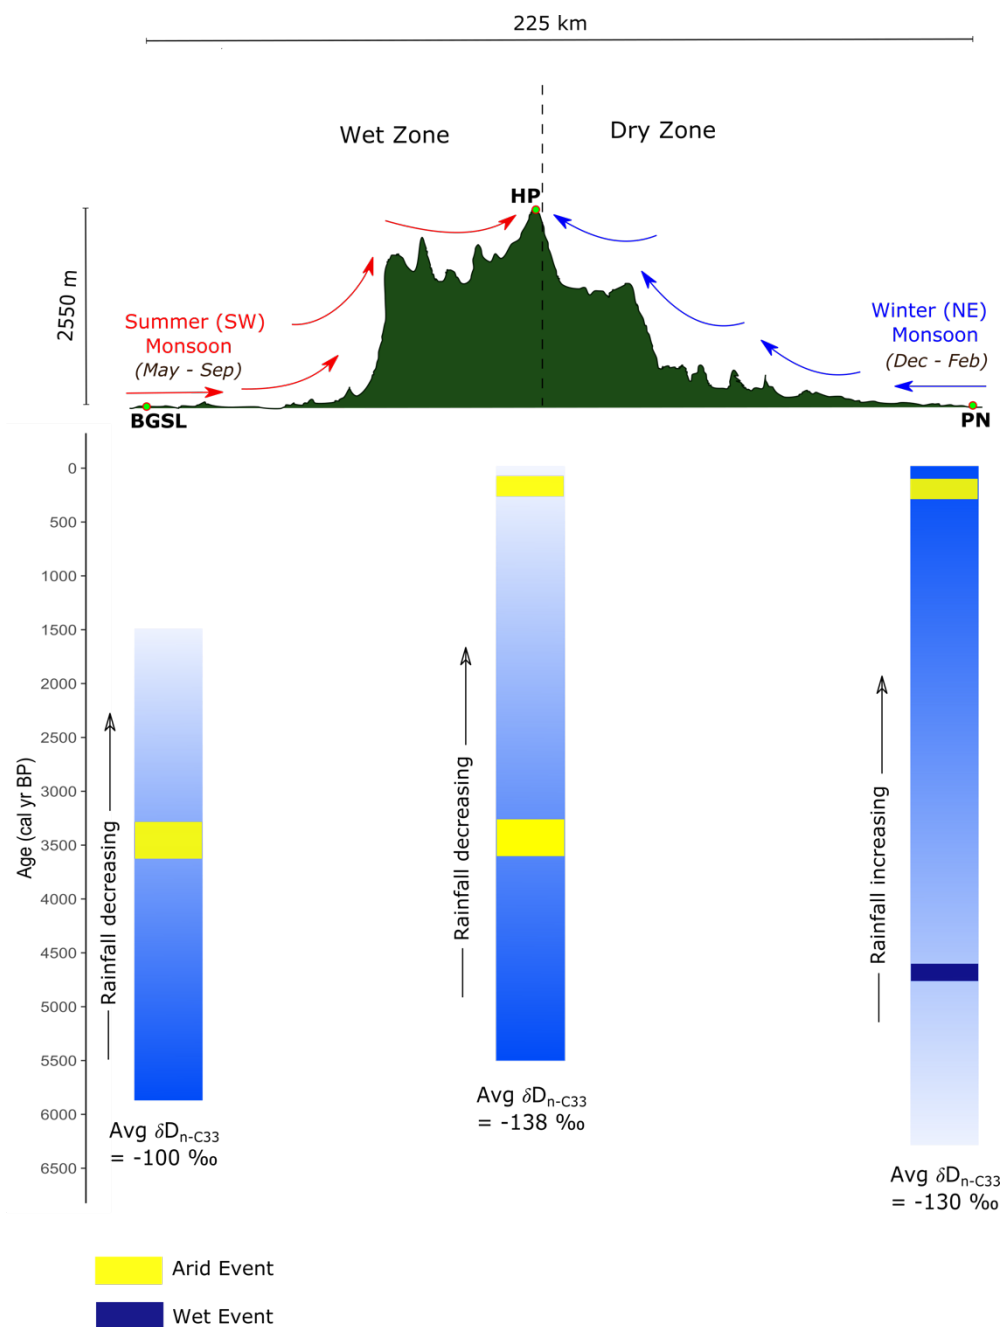 225 km
Wet Zone
Dry Zone
HP
2550 m
Summer (SW)
Monsoon
(May - Sep)
Winter (NE)
Monsoon
(Dec - Feb)
BGSL
PN
Age (cal yr BP)
0
500
1000
1500
2000
2500
3000
3500
4000
4500
5000
5500
6000
6500
Rainfall decreasing
Rainfall decreasing
Rainfall increasing
Avg δDn-C33
= -100 ‰
Avg δDn-C33
= -138 ‰
Avg δDn-C33
= -130 ‰
Arid Event
Wet Event